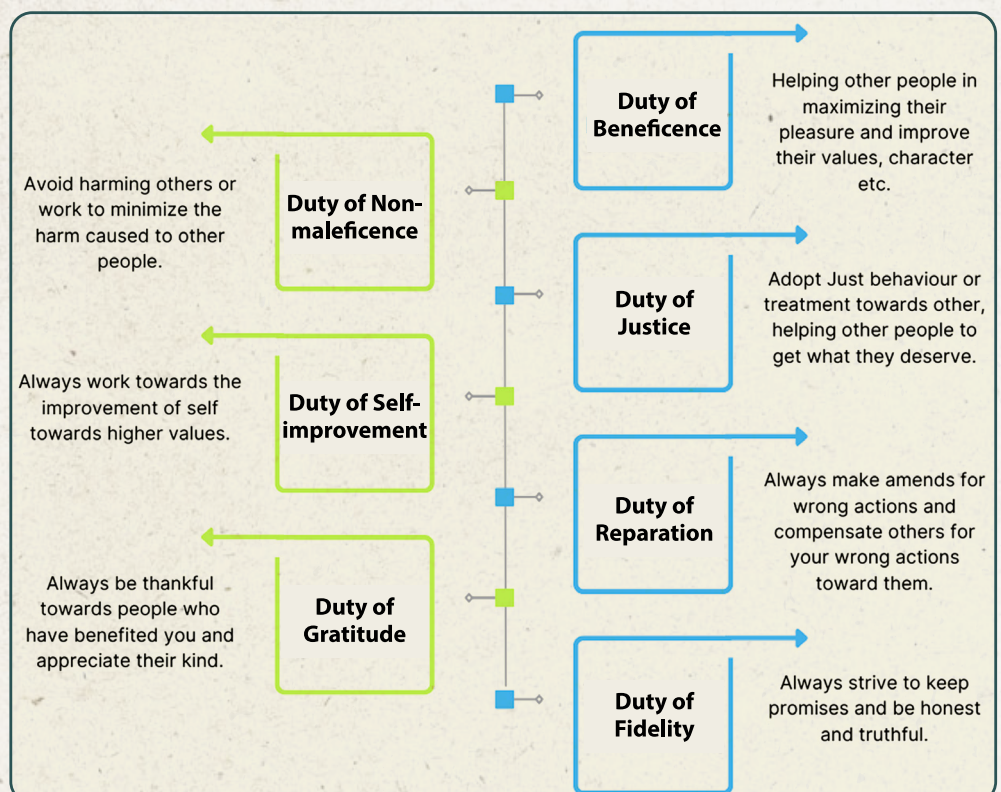 Duty of
Beneficence
Helping other people in
maximizing their
pleasure and improve
their values, character
etc.
Avoid harming others or
work to minimize the
harm caused to other
people.
Duty of Non-
maleficence
Duty of
Justice
Adopt Just behaviour or
treatment towards other,
helping other people to
get what they deserve.
Always work towards the
improvement of self
towards higher values.
Duty of Self-
improvement
Duty of
Reparation
Always make amends for
wrong actions and
compensate others for
your wrong actions
toward them.
Always be thankful
towards people who
have benefited you and
appreciate their kind.
Duty of
Gratitude
Duty of
Fidelity
Always strive to keep
promises and be honest
and truthful.